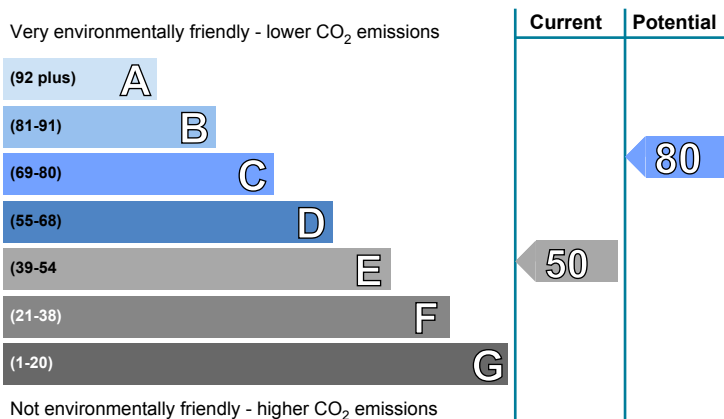 Current Potential
Very environmentally friendly - lower CO2 emissions
(92 plus) A
(81-91) B
(69-80) C
80
(55-68) D
(39-54 E
50
(21-38) F
(1-20) G
Not environmentally friendly - higher CO2 emissions